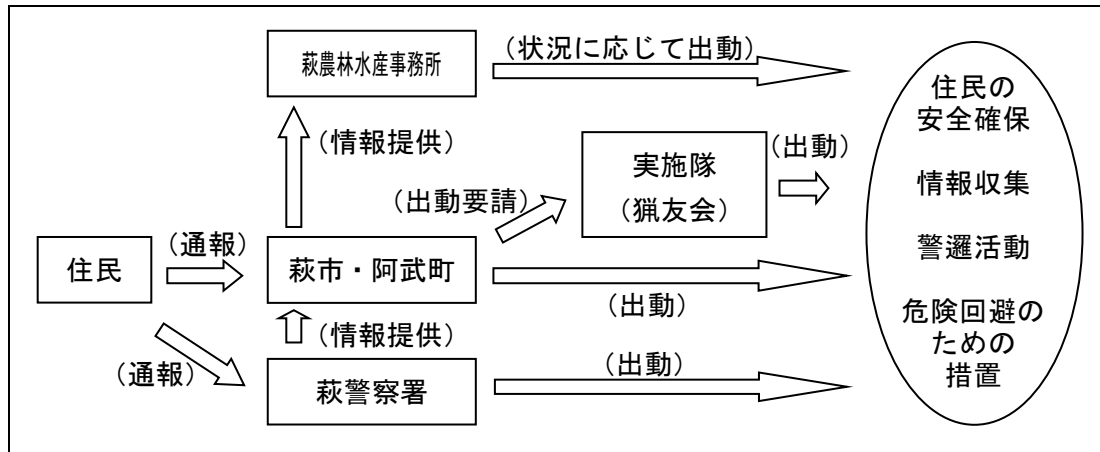 萩農林水産事務所
(状況に応じて出動)
(情報提供)
(出動要請)
実施隊
(猟友会)
(出動)
住民
(通報)
萩市・阿武町
(出動)
(情報提供)
(通報)
萩警察署
(出動)
住民の
安全確保
情報収集
警邏活動
危険回避の
ための
措置